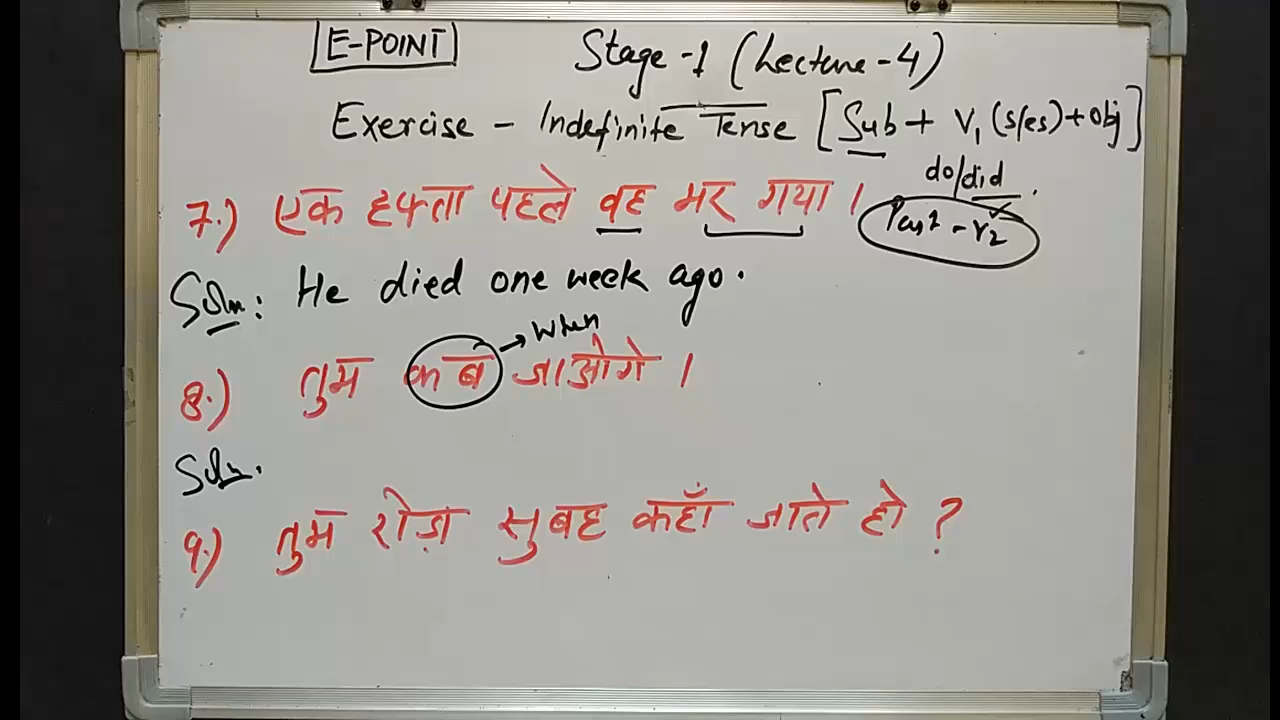 E-POINT Stage-1 (Lecture-4)
Exercise - Indefinite Tense [Sub + V₁ (s/es) + Obj]
do/did
7.) एक हफ्ता पहले वह मर गया । Past - V₂
Soln: He died one week ago.
When
8.) तुम कब जाओगे ।
Soln.
9.) तुम रोज़ सुबह कहाँ जाते हो ?